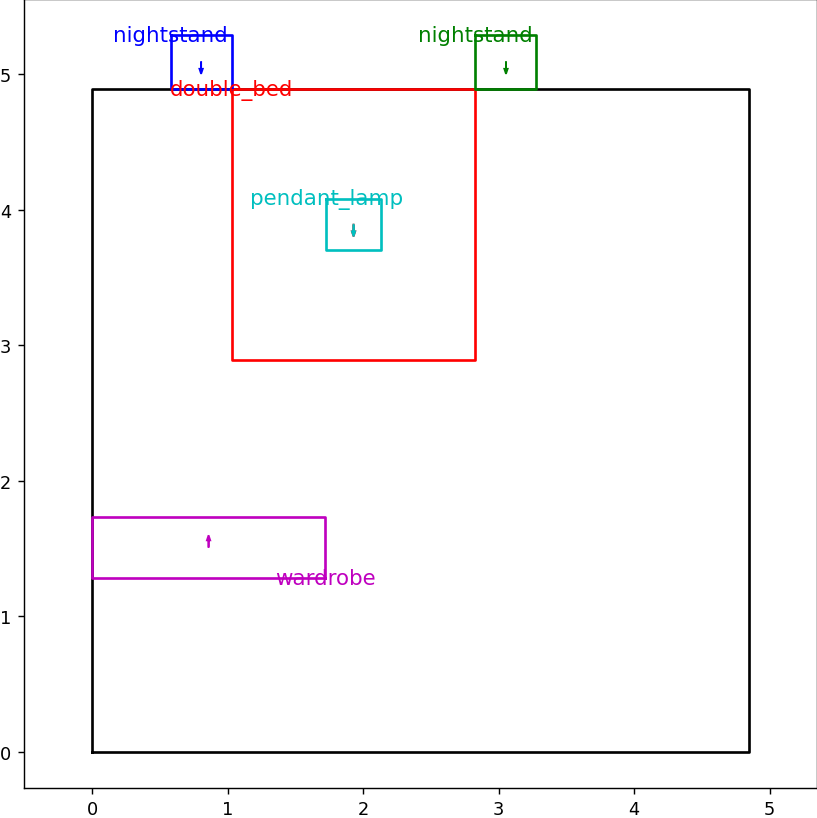 nightstand
nightstand
5
double_bed
pendant_lamp
4
3
2
wardrobe
1
0
0 1 2 3 4 5